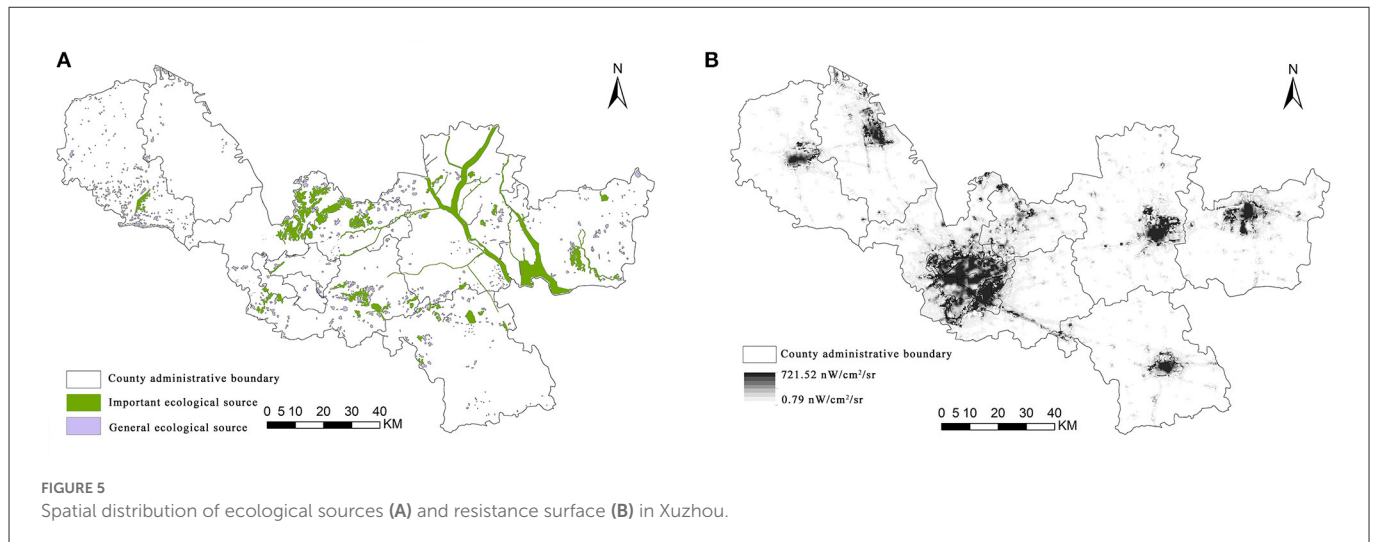 A
N
County administrative boundary
Important ecological source
General ecological source
0 5 10 20 30 40
KM
B
N
County administrative boundary
721.52 nW/cm²/sr
0.79 nW/cm²/sr
0 5 10 20 30 40
KM
FIGURE 5
Spatial distribution of ecological sources (A) and resistance surface (B) in Xuzhou.